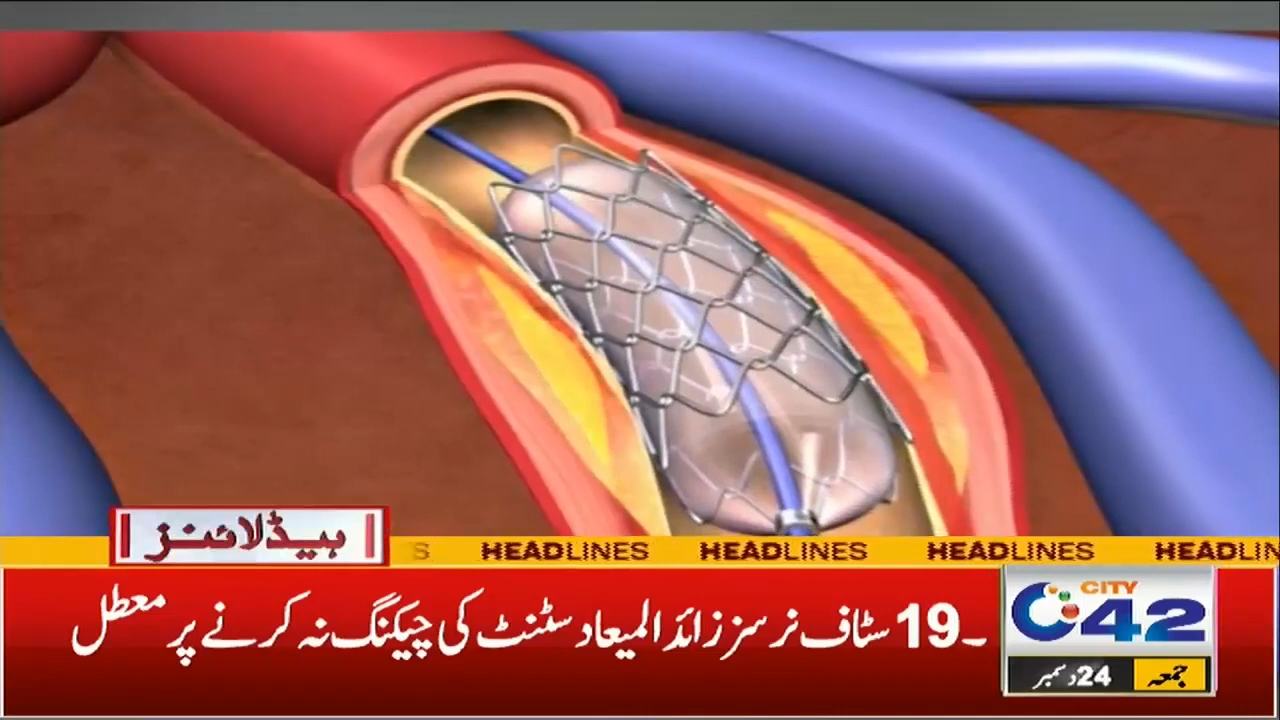 ہیڈلائنز
S HEADLINES HEADLINES HEADLINES HEADLIN
۔19 سٹاف نرسز زائد المیعاد سٹنٹ کی چیکنگ نہ کرنے پر معطل
CITY
42
جمعہ 24 دسمبر